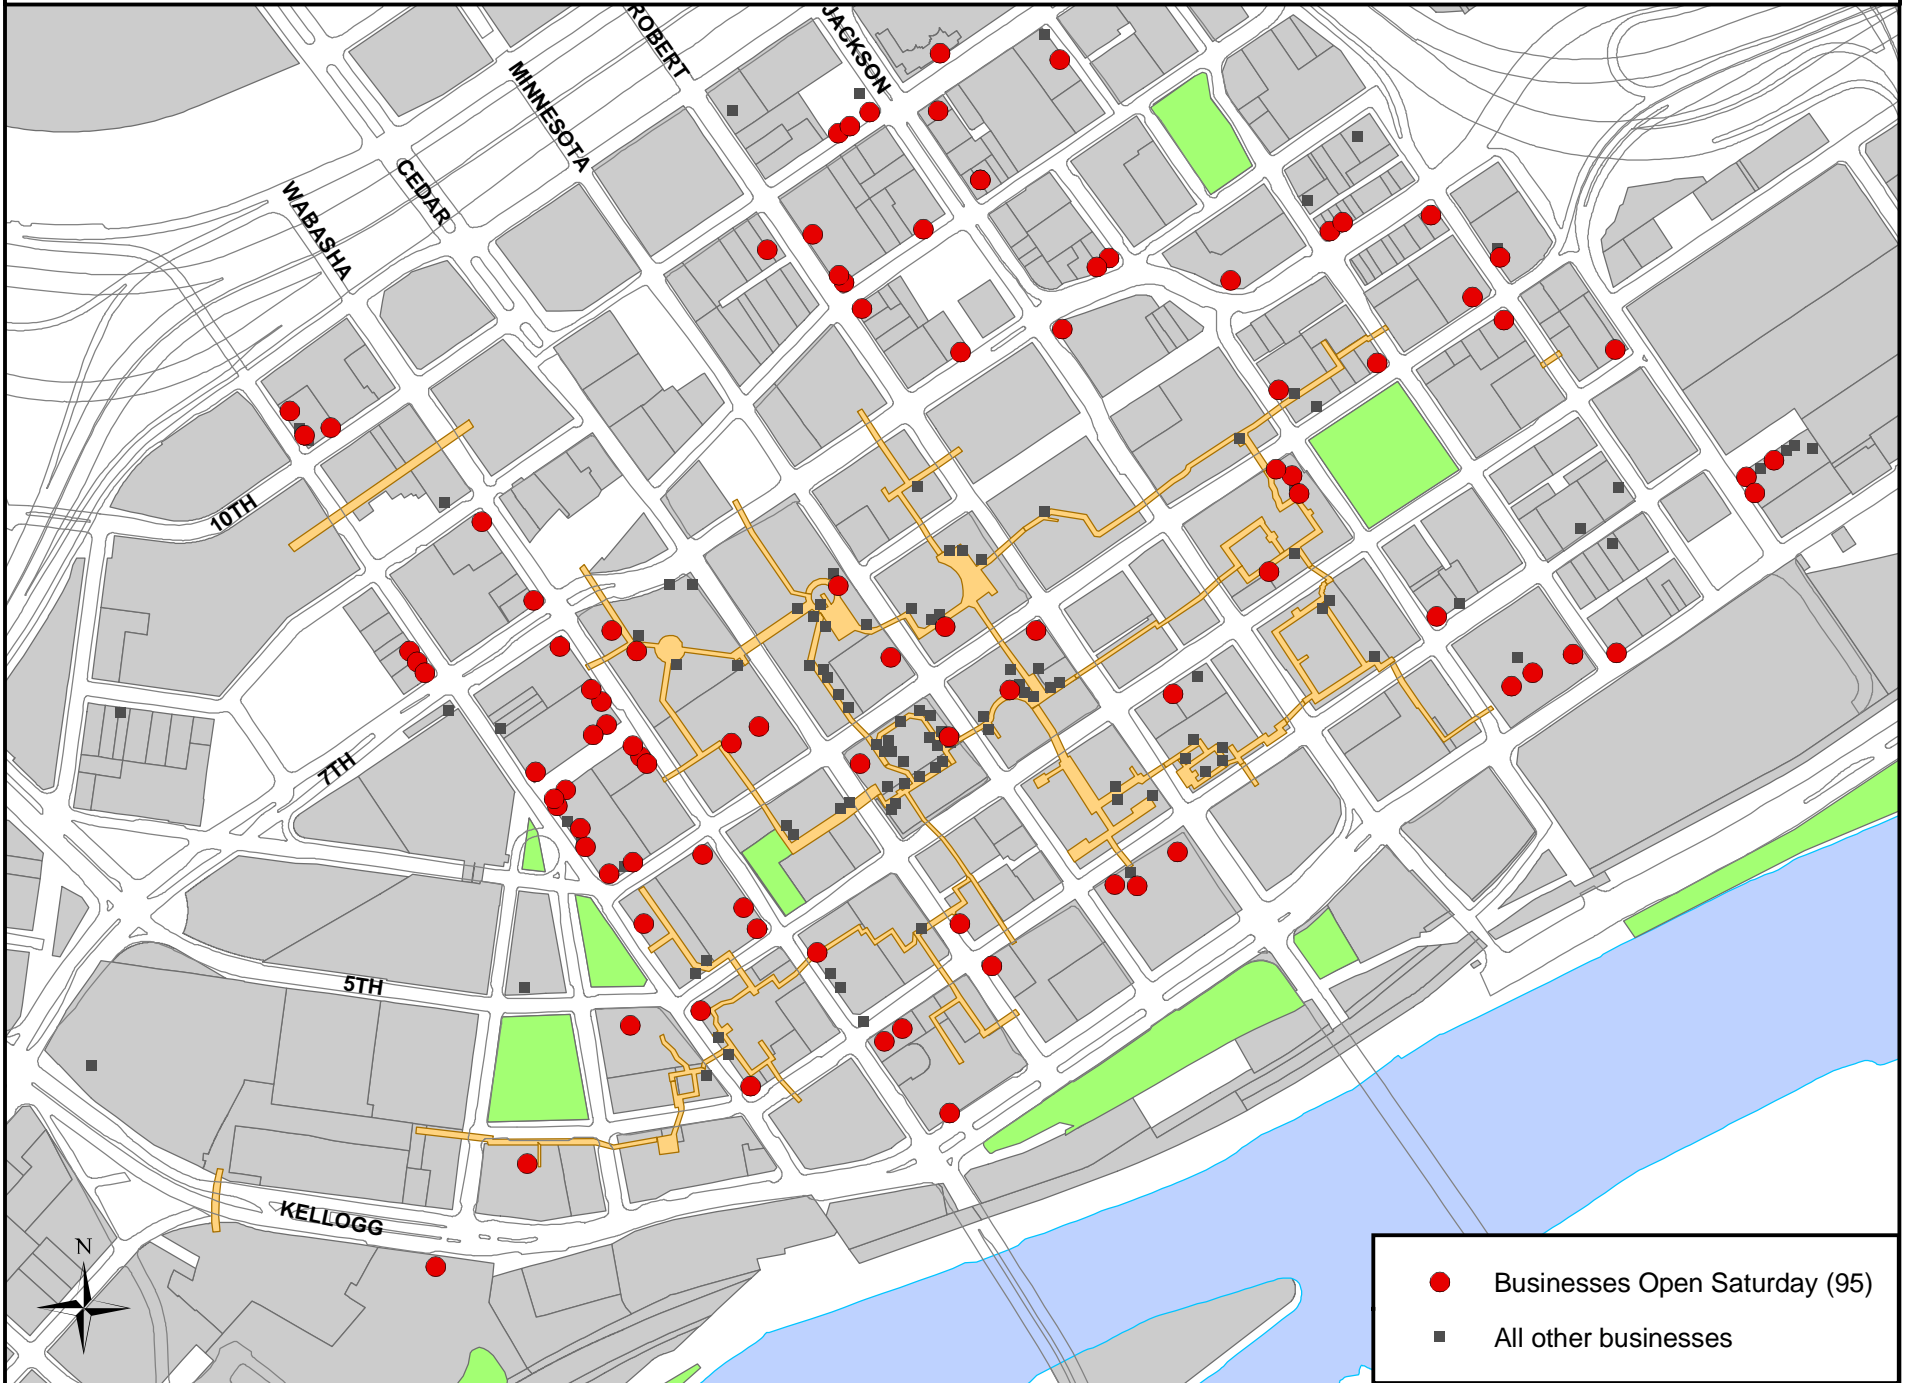 ROBERT
JACKSON
MINNESOTA
CEDAR
WABASHA
10TH
7TH
5TH
KELLOGG
N
Businesses Open Saturday (95)
All other businesses